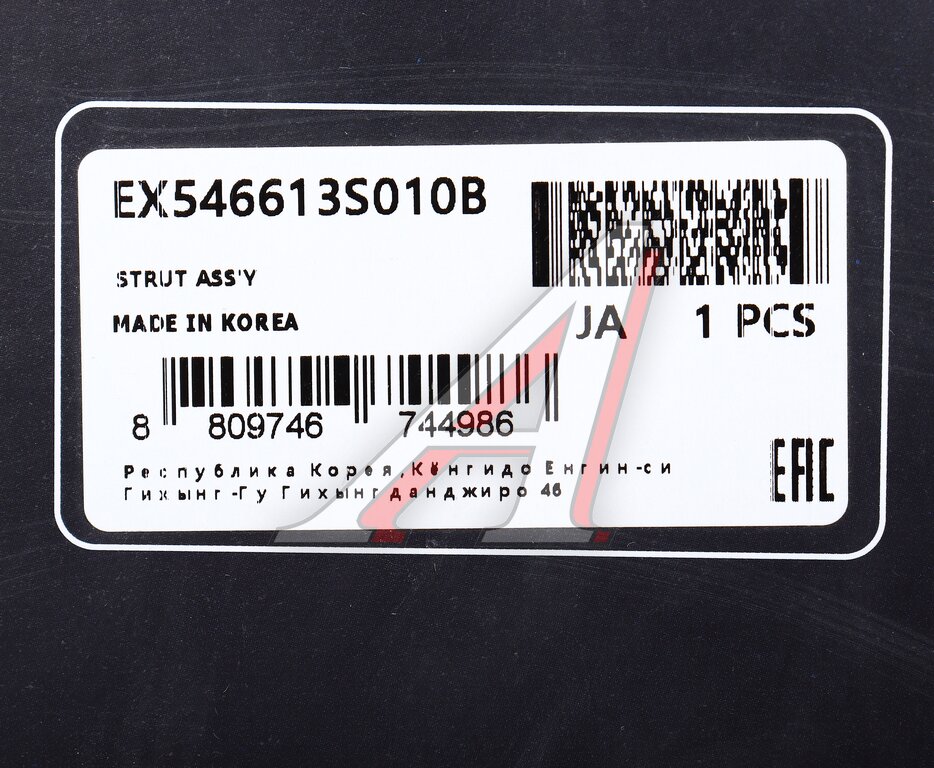 EX546613S010B
STRUT ASS'Y
MADE IN KOREA
JA 1 PCS
8 809746 744986
Республика Корея,Кёнгидо Енгин-си
Гихынг-Гу Гихынгданджиро 46
EAC